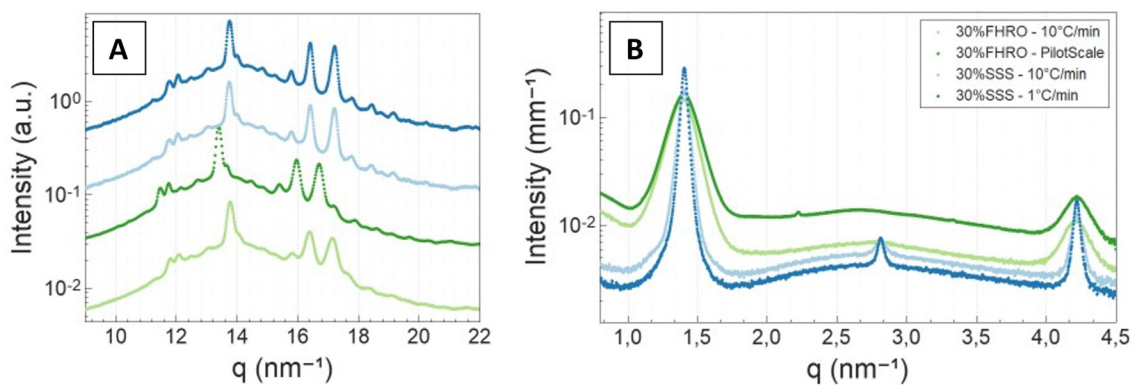 A
Intensity (a.u.)
10⁰
10⁻¹
10⁻²
10 12 14 16 18 20 22
q (nm⁻¹)
B
30%FHRO - 10°C/min
30%FHRO - PilotScale
30%SSS - 10°C/min
30%SSS - 1°C/min
Intensity (mm⁻¹)
10⁻¹
10⁻²
1,0 1,5 2,0 2,5 3,0 3,5 4,0 4,5
q (nm⁻¹)